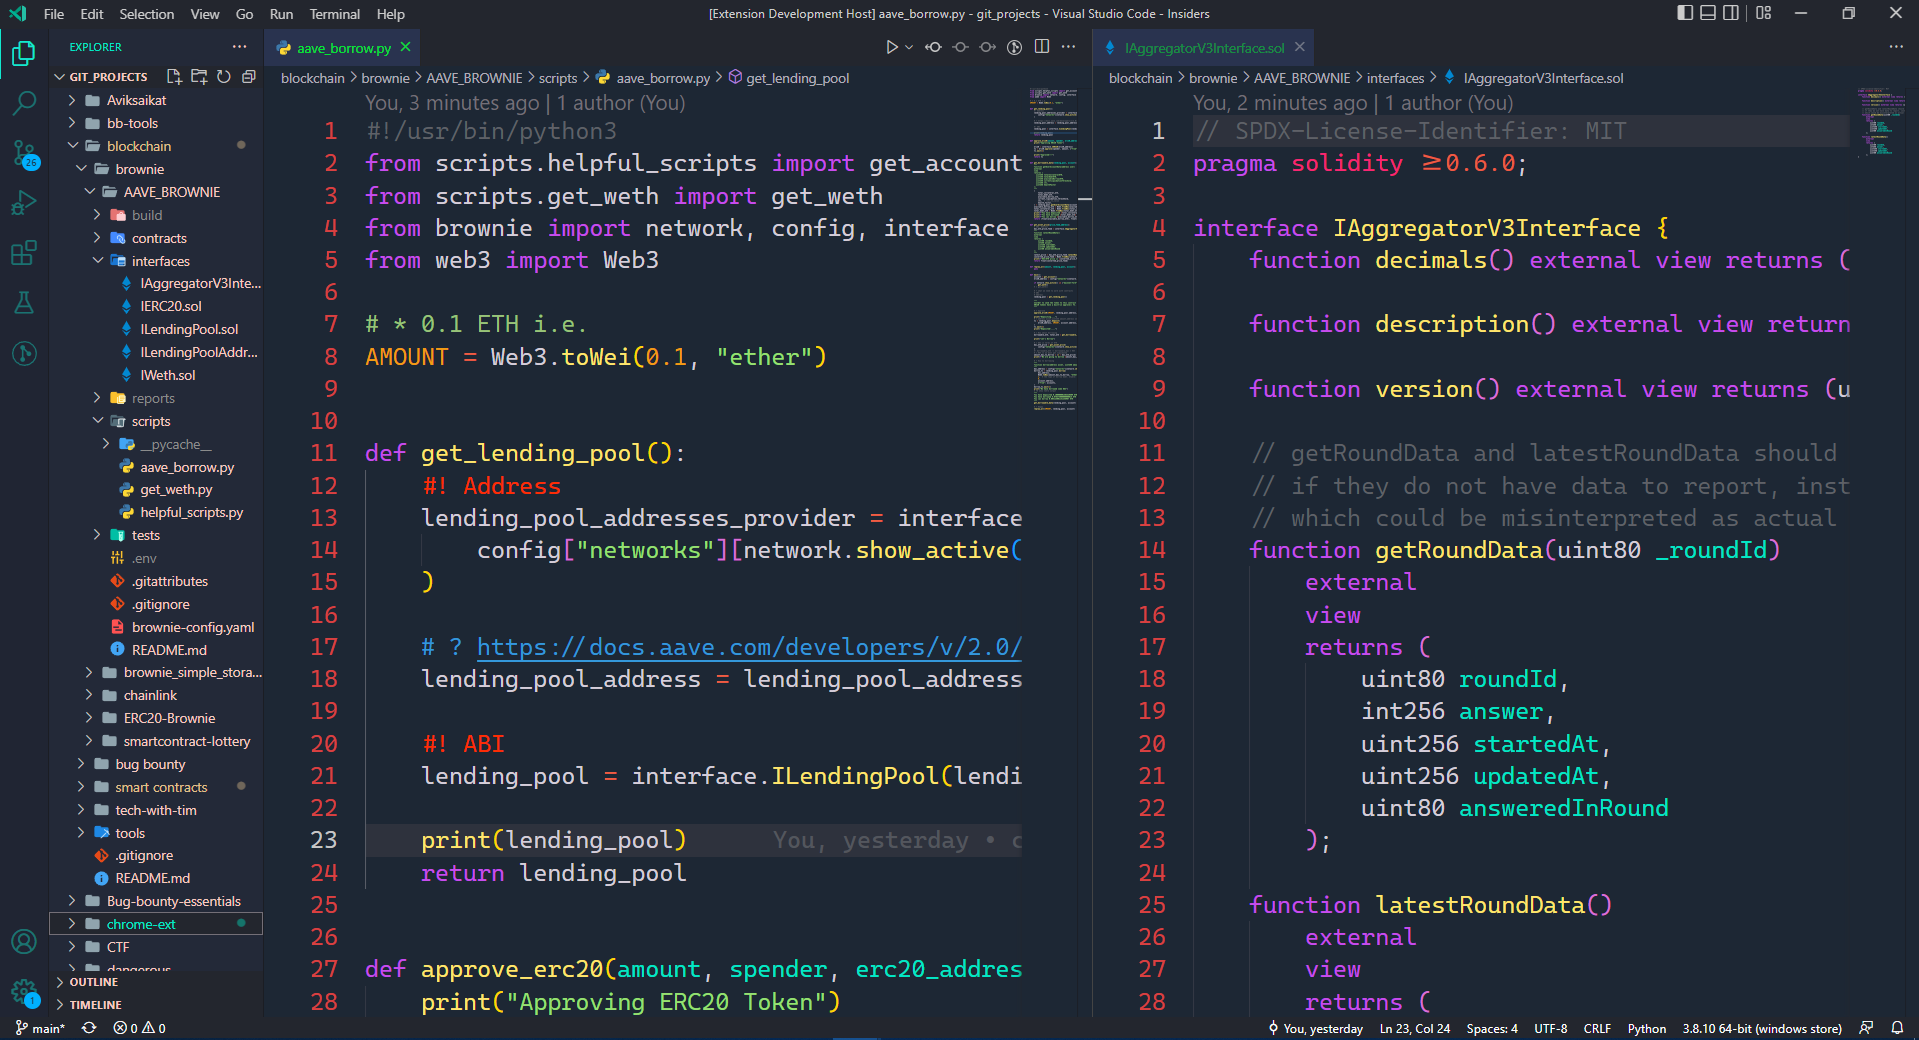 File Edit Selection View Go Run Terminal Help
[Extension Development Host] aave_borrow.py - git_projects - Visual Studio Code - Insiders
EXPLORER
GIT_PROJECTS
Aviksaikat
bb-tools
blockchain
brownie
AAVE_BROWNIE
build
contracts
interfaces
IAggregatorV3Inte...
IERC20.sol
ILendingPool.sol
ILendingPoolAddr...
IWeth.sol
reports
scripts
__pycache__
aave_borrow.py
get_weth.py
helpful_scripts.py
tests
.env
.gitattributes
.gitignore
brownie-config.yaml
README.md
brownie_simple_stora...
chainlink
ERC20-Brownie
smartcontract-lottery
bug bounty
smart contracts
tech-with-tim
tools
.gitignore
README.md
Bug-bounty-essentials
chrome-ext
CTF
dangerous
OUTLINE
TIMELINE
26
1
aave_borrow.py
blockchain > brownie > AAVE_BROWNIE > scripts > aave_borrow.py > get_lending_pool
You, 3 minutes ago | 1 author (You)
1 #!/usr/bin/python3
2 from scripts.helpful_scripts import get_account
3 from scripts.get_weth import get_weth
4 from brownie import network, config, interface
5 from web3 import Web3
6
7 # * 0.1 ETH i.e.
8 AMOUNT = Web3.toWei(0.1, "ether")
9
10
11 def get_lending_pool():
12 #! Address
13 lending_pool_addresses_provider = interface
14 config["networks"][network.show_active(
15 )
16
17 # ? https://docs.aave.com/developers/v/2.0/
18 lending_pool_address = lending_pool_address
19
20 #! ABI
21 lending_pool = interface.ILendingPool(lendi
22
23 print(lending_pool) You, yesterday • c
24 return lending_pool
25
26
27 def approve_erc20(amount, spender, erc20_addres
28 print("Approving ERC20 Token")
IAggregatorV3Interface.sol
blockchain > brownie > AAVE_BROWNIE > interfaces > IAggregatorV3Interface.sol
You, 2 minutes ago | 1 author (You)
1 // SPDX-License-Identifier: MIT
2 pragma solidity ≥0.6.0;
3
4 interface IAggregatorV3Interface {
5 function decimals() external view returns (
6
7 function description() external view return
8
9 function version() external view returns (u
10
11 // getRoundData and latestRoundData should
12 // if they do not have data to report, inst
13 // which could be misinterpreted as actual
14 function getRoundData(uint80 _roundId)
15 external
16 view
17 returns (
18 uint80 roundId,
19 int256 answer,
20 uint256 startedAt,
21 uint256 updatedAt,
22 uint80 answeredInRound
23 );
24
25 function latestRoundData()
26 external
27 view
28 returns (
main* 0 0
You, yesterday Ln 23, Col 24 Spaces: 4 UTF-8 CRLF Python 3.8.10 64-bit (windows store)